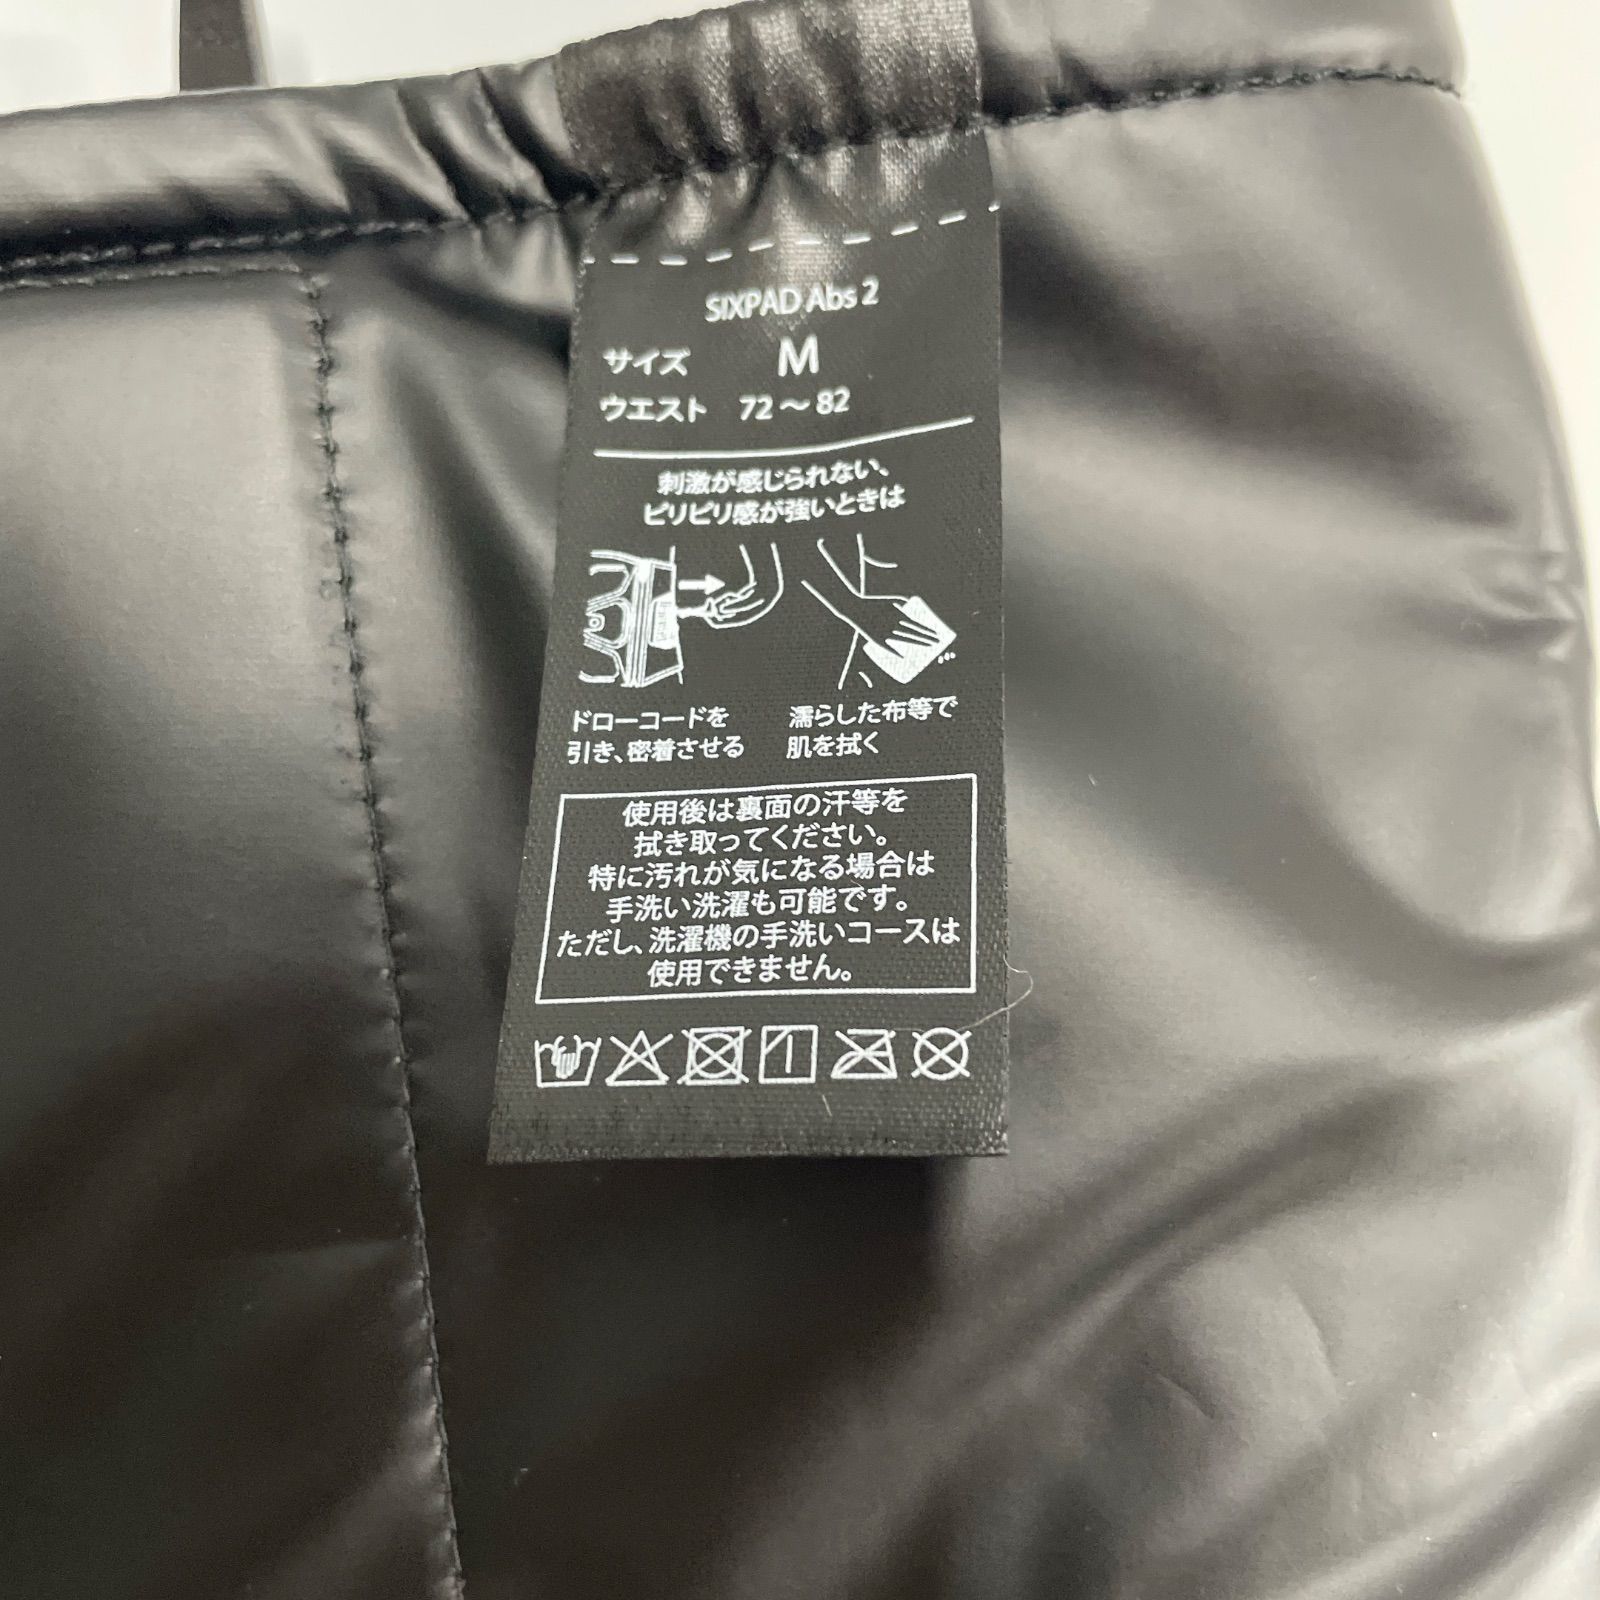 SIXPAD Abs 2
サイズ M
ウエスト 72～82
刺激が感じられない、
ピリピリ感が強いときは
ドローコードを
引き、密着させる
濡らした布等で
肌を拭く
使用後は裏面の汗等を
拭き取ってください。
特に汚れが気になる場合は
手洗い洗濯も可能です。
ただし、洗濯機の手洗いコースは
使用できません。